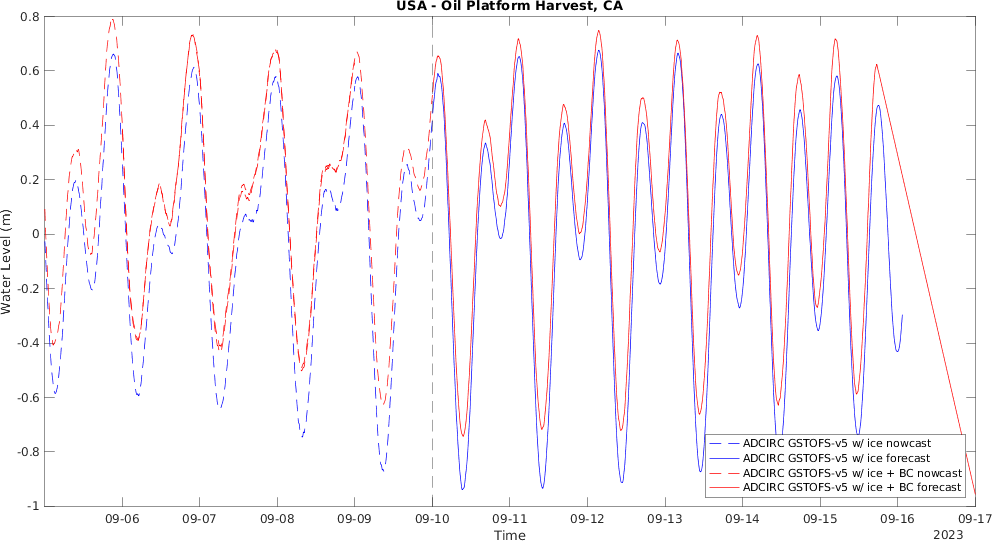 USA - Oil Platform Harvest, CA
0.8
0.6
0.4
0.2
0
-0.2
-0.4
-0.6
-0.8
-1
Water Level (m)
ADCIRC GSTOFS-v5 w/ ice nowcast
ADCIRC GSTOFS-v5 w/ ice forecast
ADCIRC GSTOFS-v5 w/ ice + BC nowcast
ADCIRC GSTOFS-v5 w/ ice + BC forecast
09-06 09-07 09-08 09-09 09-10 09-11 09-12 09-13 09-14 09-15 09-16 09-17
Time
2023